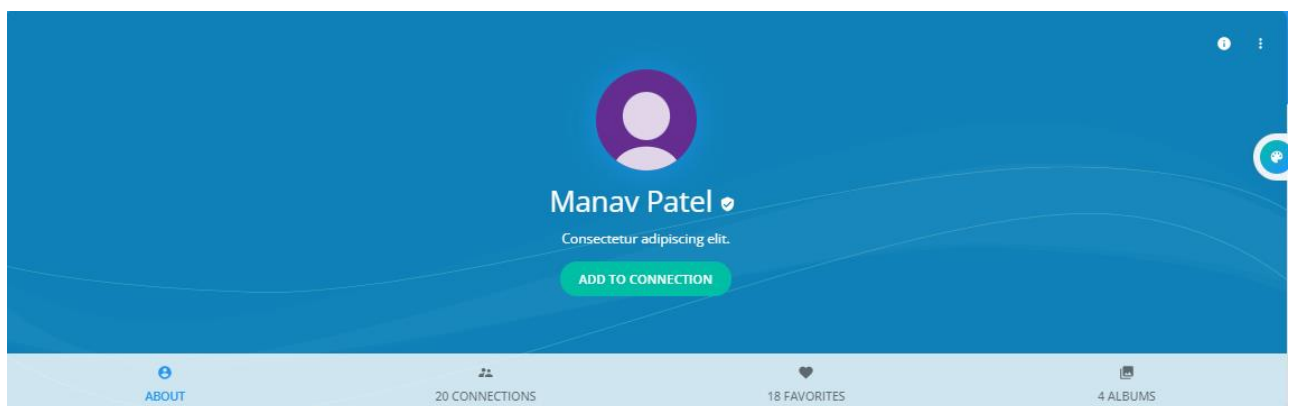 Manav Patel
Consectetur adipiscing elit.
ADD TO CONNECTION
ABOUT
20 CONNECTIONS
18 FAVORITES
4 ALBUMS